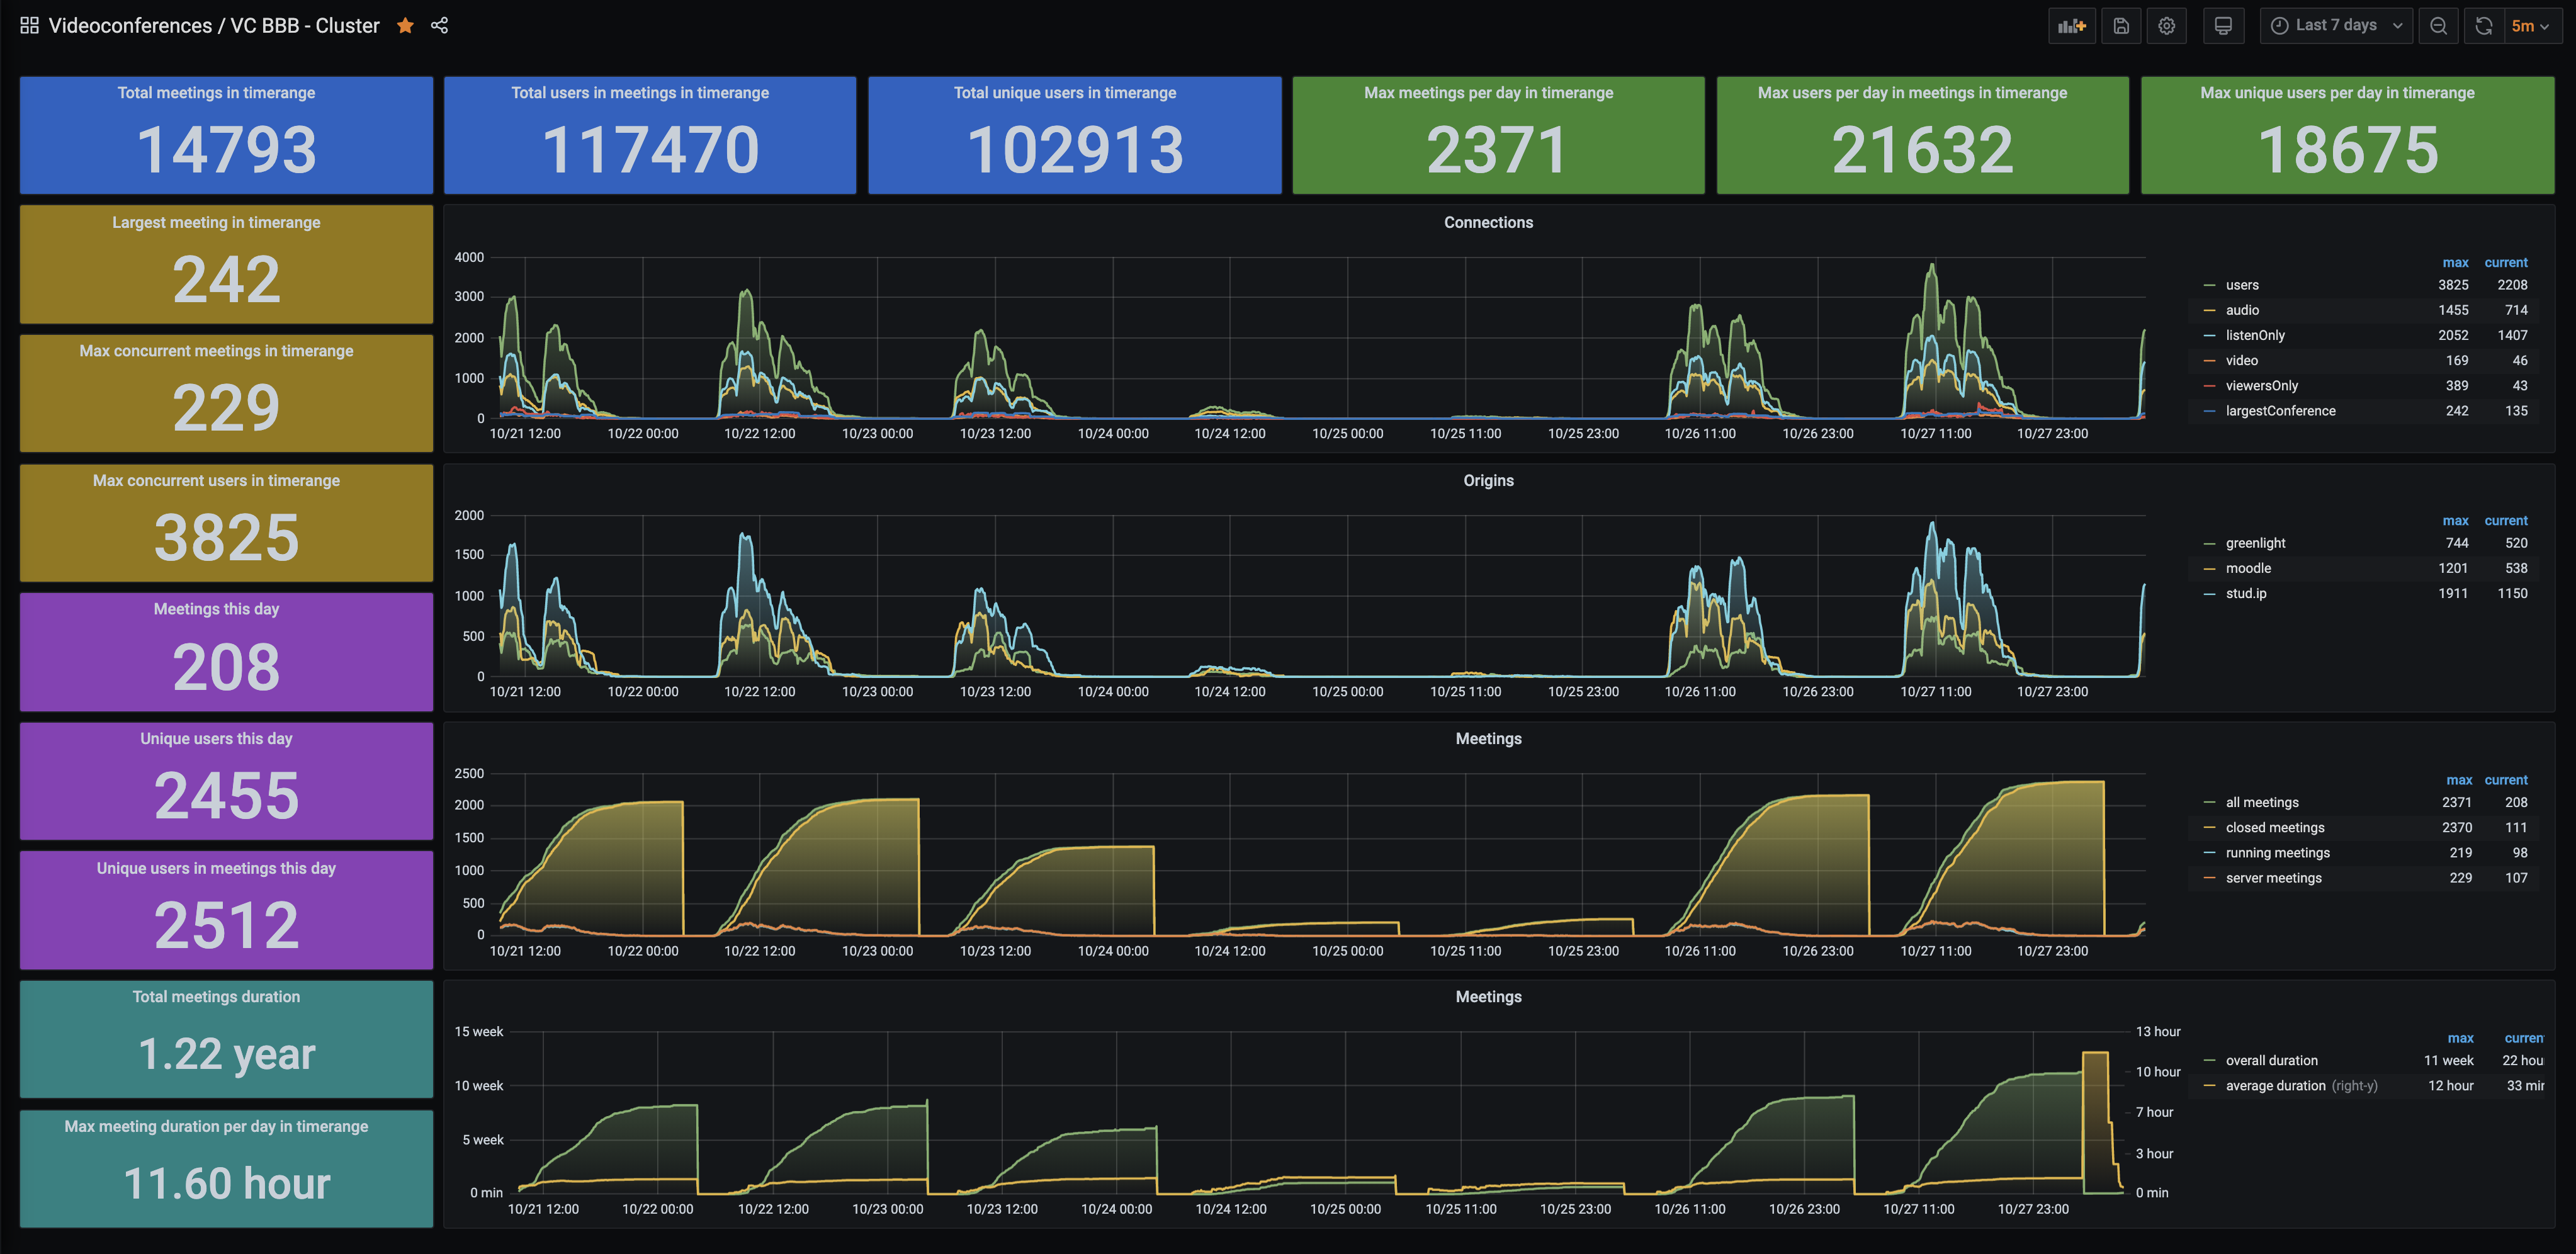 Videoconferences / VC BBB - Cluster
Last 7 days
5m
Total meetings in timerange
14793
Total users in meetings in timerange
117470
Total unique users in timerange
102913
Max meetings per day in timerange
2371
Max users per day in meetings in timerange
21632
Max unique users per day in timerange
18675
Largest meeting in timerange
242
Max concurrent meetings in timerange
229
Max concurrent users in timerange
3825
Meetings this day
208
Unique users this day
2455
Unique users in meetings this day
2512
Total meetings duration
1.22 year
Max meeting duration per day in timerange
11.60 hour
Connections
4000
3000
2000
1000
0
10/21 12:00 10/22 00:00 10/22 12:00 10/23 00:00 10/23 12:00 10/24 00:00 10/24 12:00 10/25 00:00 10/25 11:00 10/25 23:00 10/26 11:00 10/26 23:00 10/27 11:00 10/27 23:00
max current
users 3825 2208
audio 1455 714
listenOnly 2052 1407
video 169 46
viewersOnly 389 43
largestConference 242 135
Origins
2000
1500
1000
500
0
10/21 12:00 10/22 00:00 10/22 12:00 10/23 00:00 10/23 12:00 10/24 00:00 10/24 12:00 10/25 00:00 10/25 11:00 10/25 23:00 10/26 11:00 10/26 23:00 10/27 11:00 10/27 23:00
max current
greenlight 744 520
moodle 1201 538
stud.ip 1911 1150
Meetings
2500
2000
1500
1000
500
0
10/21 12:00 10/22 00:00 10/22 12:00 10/23 00:00 10/23 12:00 10/24 00:00 10/24 12:00 10/25 00:00 10/25 11:00 10/25 23:00 10/26 11:00 10/26 23:00 10/27 11:00 10/27 23:00
max current
all meetings 2371 208
closed meetings 2370 111
running meetings 219 98
server meetings 229 107
Meetings
15 week
10 week
5 week
0 min
13 hour
10 hour
7 hour
3 hour
0 min
10/21 12:00 10/22 00:00 10/22 12:00 10/23 00:00 10/23 12:00 10/24 00:00 10/24 12:00 10/25 00:00 10/25 11:00 10/25 23:00 10/26 11:00 10/26 23:00 10/27 11:00 10/27 23:00
max curren
overall duration 11 week 22 hou
average duration (right-y) 12 hour 33 min